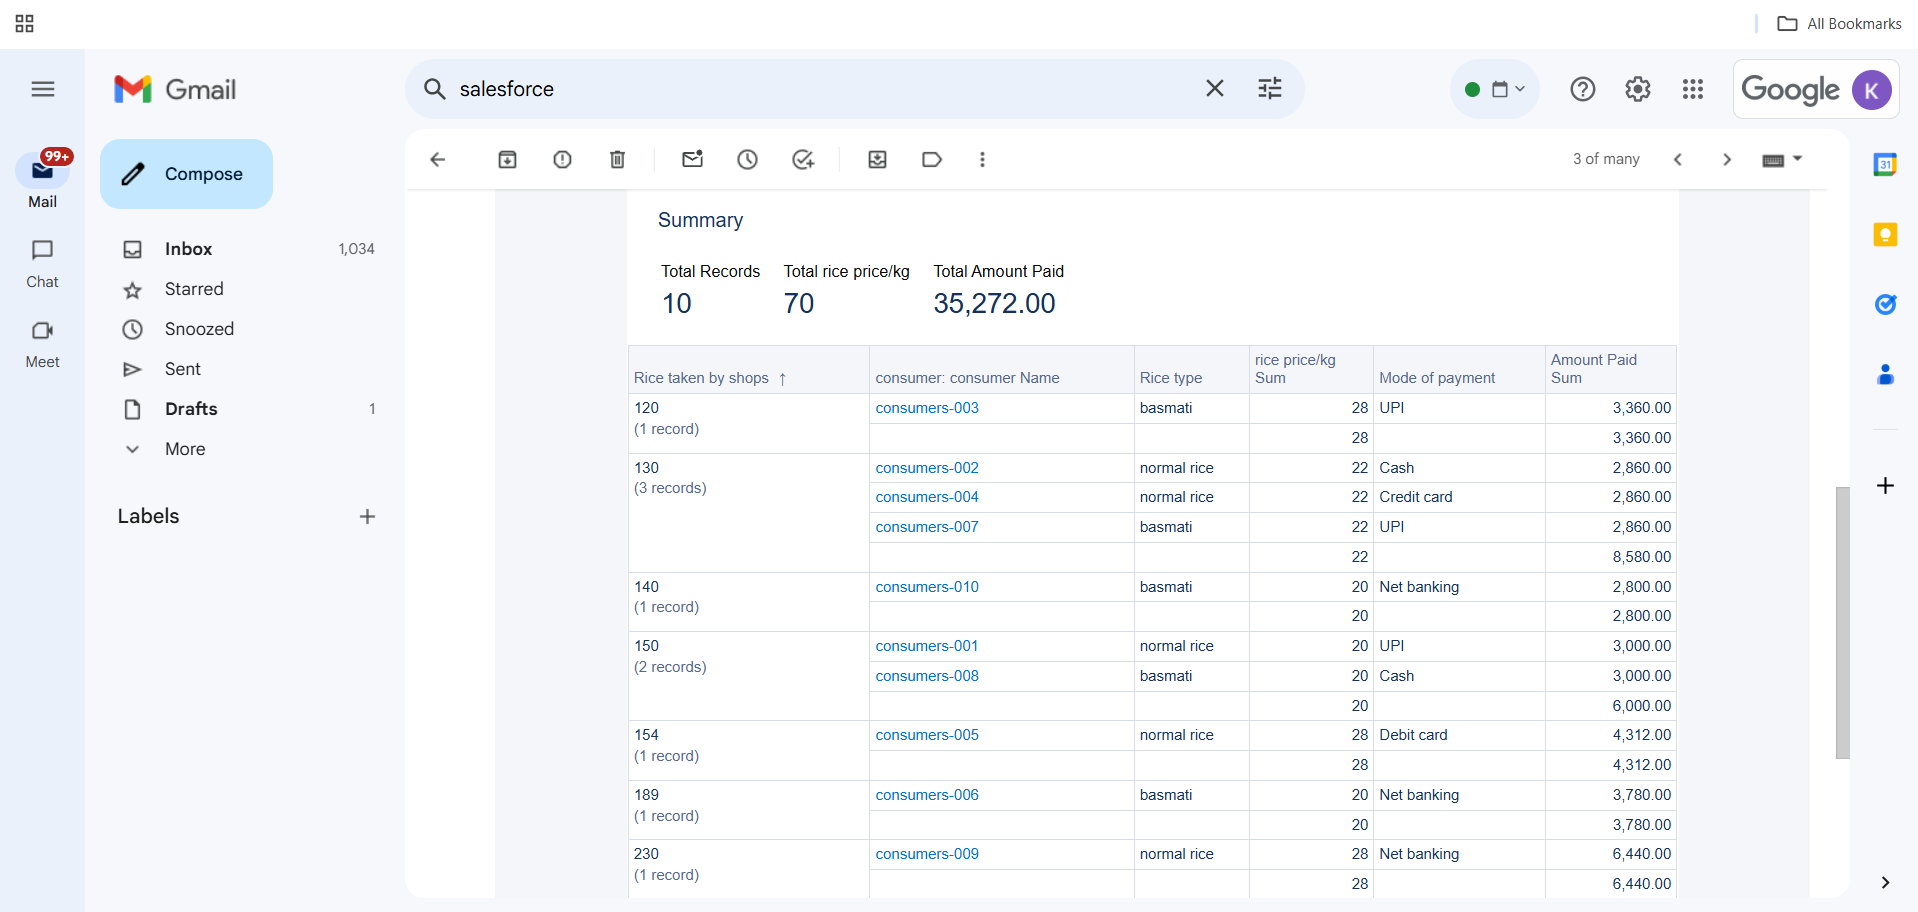 All Bookmarks
Gmail
salesforce
Google
K
99+
Mail
Chat
Meet
Compose
Inbox 1,034
Starred
Snoozed
Sent
Drafts 1
More
Labels
3 of many
31
Summary
Total Records Total rice price/kg Total Amount Paid
10 70 35,272.00
Rice taken by shops ↑ consumer: consumer Name Rice type rice price/kg Sum Mode of payment Amount Paid Sum
120 consumers-003 basmati 28 UPI 3,360.00
(1 record) 28 3,360.00
130 consumers-002 normal rice 22 Cash 2,860.00
(3 records) consumers-004 normal rice 22 Credit card 2,860.00
consumers-007 basmati 22 UPI 2,860.00
22 8,580.00
140 consumers-010 basmati 20 Net banking 2,800.00
(1 record) 20 2,800.00
150 consumers-001 normal rice 20 UPI 3,000.00
(2 records) consumers-008 basmati 20 Cash 3,000.00
20 6,000.00
154 consumers-005 normal rice 28 Debit card 4,312.00
(1 record) 28 4,312.00
189 consumers-006 basmati 20 Net banking 3,780.00
(1 record) 20 3,780.00
230 consumers-009 normal rice 28 Net banking 6,440.00
(1 record) 28 6,440.00